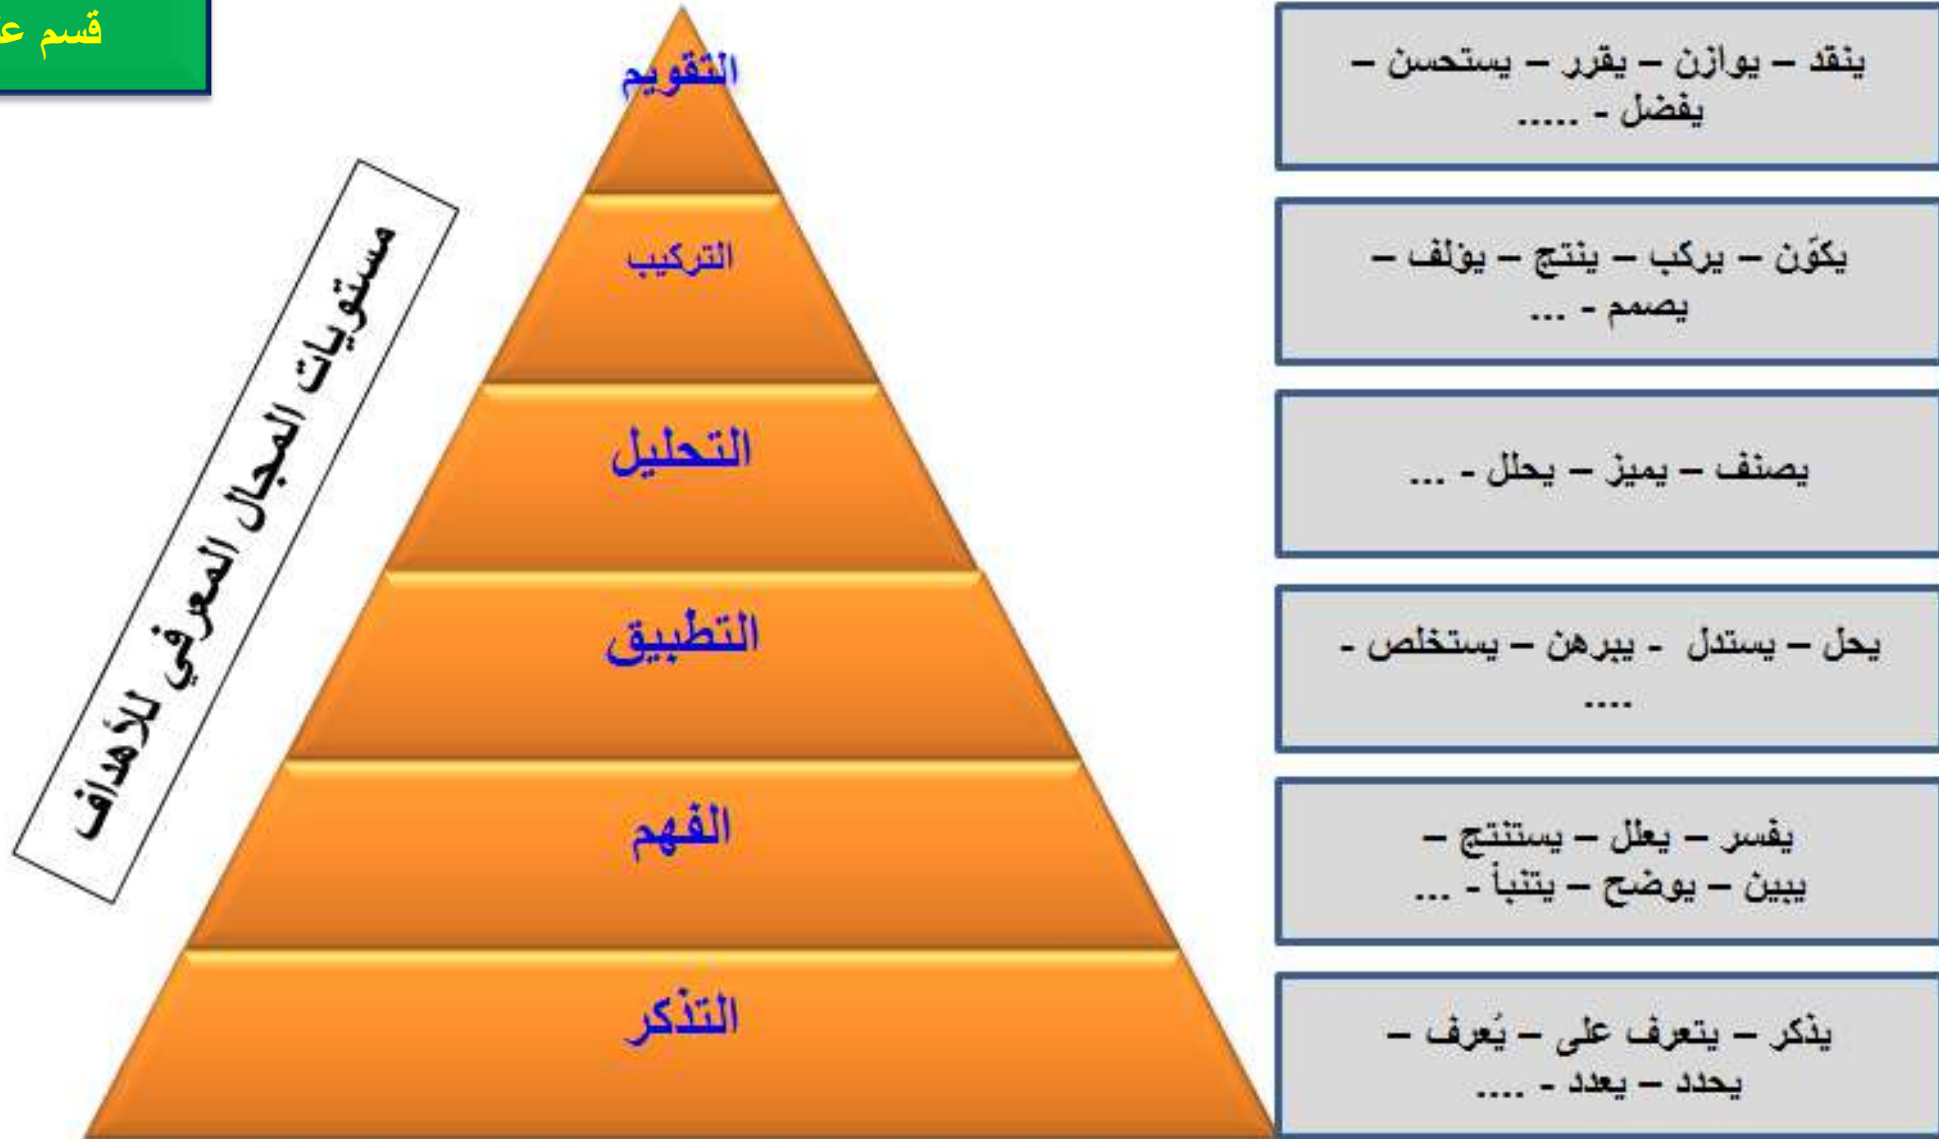 قسم
التقويم
ينقد – يوازن – يقرر – يستحسن –
يفضل - .....
التركيب
يكوّن – يركب – ينتج – يؤلف –
يصمم - ...
التحليل
يصنف – يميز – يحلل - ...
التطبيق
يحل – يستدل - يبرهن – يستخلص -
....
الفهم
يفسر – يعلل – يستنتج –
يبين – يوضح – يتنبأ - ...
التذكر
يذكر – يتعرف على – يُعرف –
يحدد – يعدد - ....
مستويات المجال المعرفي للأهداف